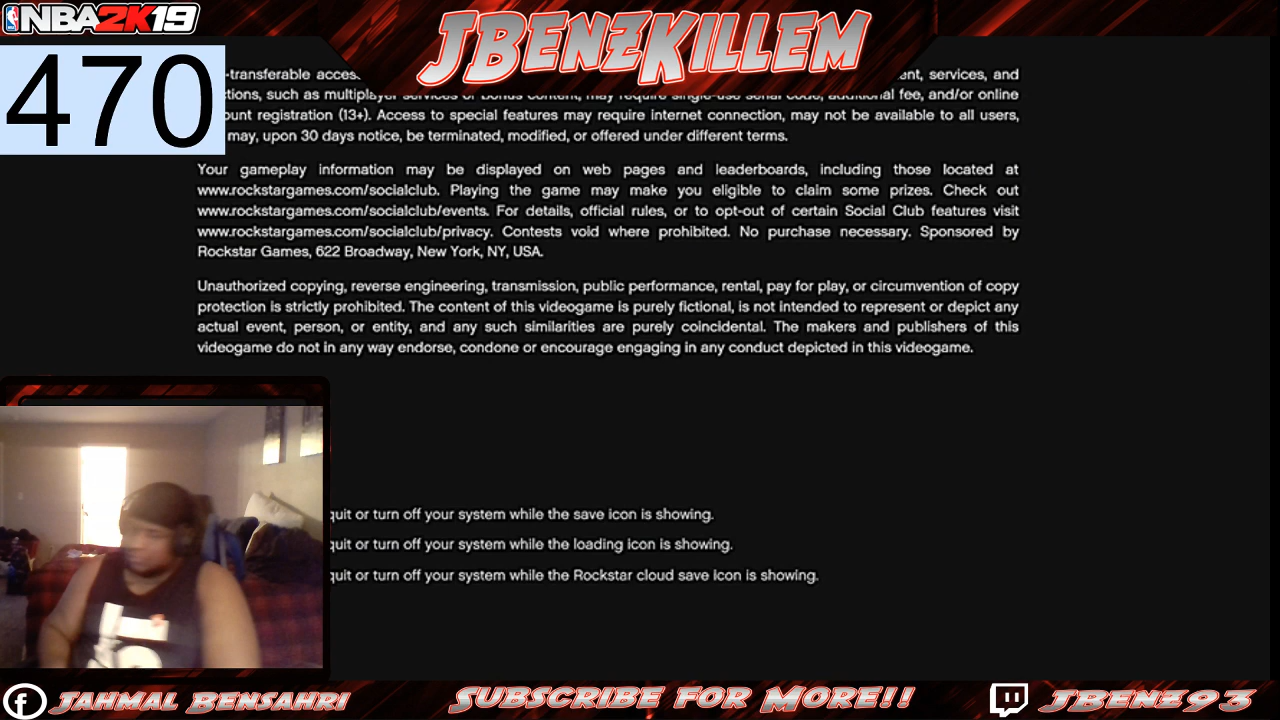 NBA2K19
JBENZKILLEM
470
-transferable access
ent, services, and
tions, such as multiplayer services or bonus content, may require single-use serial code, additional fee, and/or online
ount registration (13+). Access to special features may require internet connection, may not be available to all users,
may, upon 30 days notice, be terminated, modified, or offered under different terms.
Your gameplay information may be displayed on web pages and leaderboards, including those located at
www.rockstargames.com/socialclub. Playing the game may make you eligible to claim some prizes. Check out
www.rockstargames.com/socialclub/events. For details, official rules, or to opt-out of certain Social Club features visit
www.rockstargames.com/socialclub/privacy. Contests void where prohibited. No purchase necessary. Sponsored by
Rockstar Games, 622 Broadway, New York, NY, USA.
Unauthorized copying, reverse engineering, transmission, public performance, rental, pay for play, or circumvention of copy
protection is strictly prohibited. The content of this videogame is purely fictional, is not intended to represent or depict any
actual event, person, or entity, and any such similarities are purely coincidental. The makers and publishers of this
videogame do not in any way endorse, condone or encourage engaging in any conduct depicted in this videogame.
quit or turn off your system while the save icon is showing.
quit or turn off your system while the loading icon is showing.
quit or turn off your system while the Rockstar cloud save icon is showing.
f JAHMAL BENSAHRI
SUBSCRIBE FOR MORE!!
JBENZ93